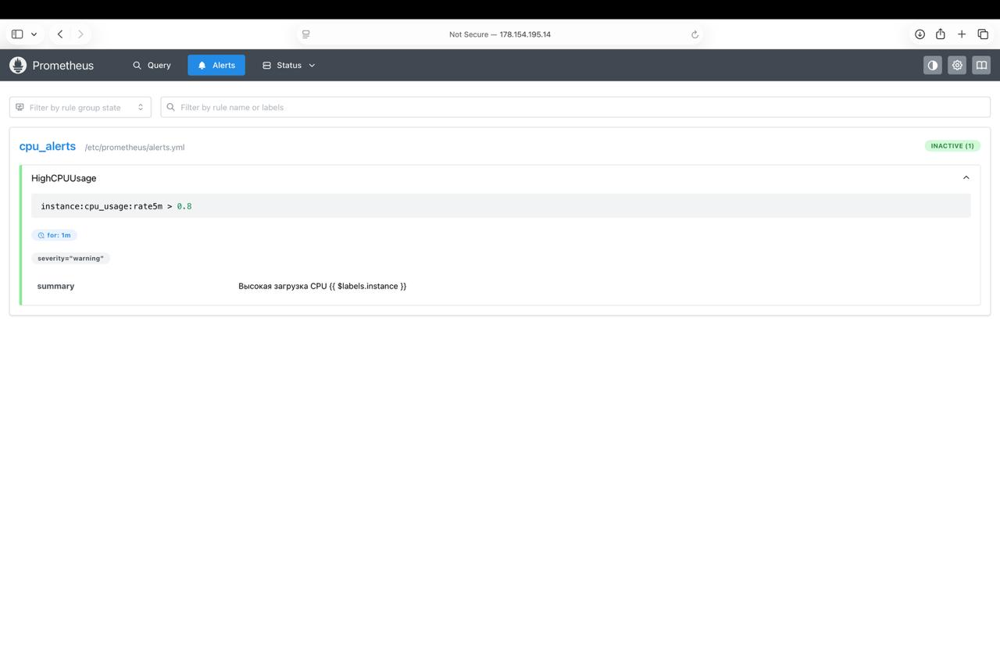 Not Secure — 178.154.195.14
Prometheus Query Alerts Status
Filter by rule group state Filter by rule name or labels
cpu_alerts /etc/prometheus/alerts.yml INACTIVE (1)
HighCPUUsage
instance:cpu_usage:rate5m > 0.8
for: 1m
severity="warning"
summary Высокая загрузка CPU {{ $labels.instance }}